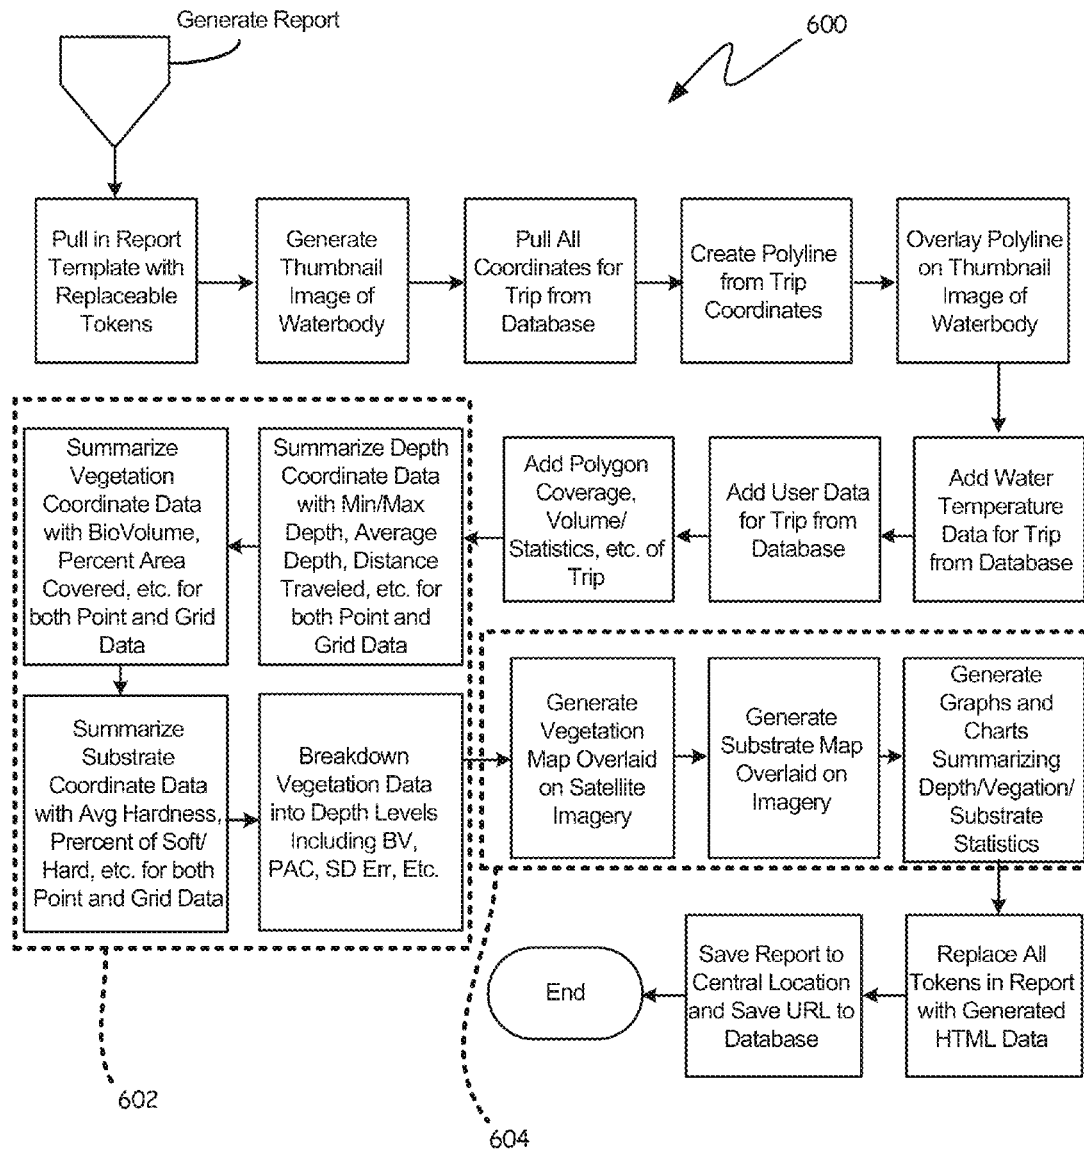 Generate Report
600
Pull in Report
Template with
Replaceable
Tokens
Generate
Thumbnail
Image of
Waterbody
Pull All
Coordinates for
Trip from
Database
Create Polyline
from Trip
Coordinates
Overlay Polyline
on Thumbnail
Image of
Waterbody
Add Water
Temperature
Data for Trip
from Database
Add User Data
for Trip from
Database
Add Polygon
Coverage,
Volume/
Statistics, etc. of
Trip
Summarize Depth
Coordinate Data
with Min/Max
Depth, Average
Depth, Distance
Traveled, etc. for
both Point and
Grid Data
Summarize
Vegetation
Coordinate Data
with BioVolume,
Percent Area
Covered, etc. for
both Point and Grid
Data
Summarize
Substrate
Coordinate Data
with Avg Hardness,
Prercent of Soft/
Hard, etc. for both
Point and Grid Data
Breakdown
Vegetation Data
into Depth Levels
Including BV,
PAC, SD Err, Etc.
Generate
Vegetation
Map Overlaid
on Satellite
Imagery
Generate
Substrate Map
Overlaid on
Imagery
Generate
Graphs and
Charts
Summarizing
Depth/Vegation/
Substrate
Statistics
Replace All
Tokens in Report
with Generated
HTML Data
Save Report to
Central Location
and Save URL to
Database
End
602
604